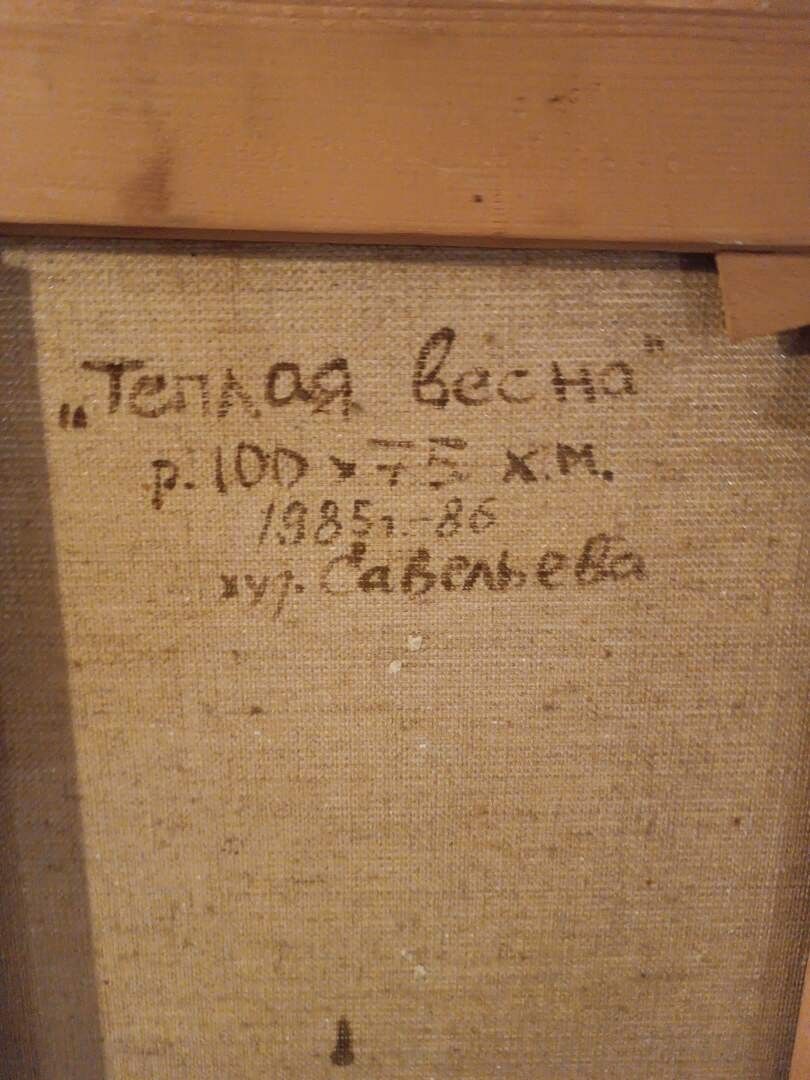 „Теплая весна"
р. 100 х 75 х.м.
1985г.-86
худ. Савельева